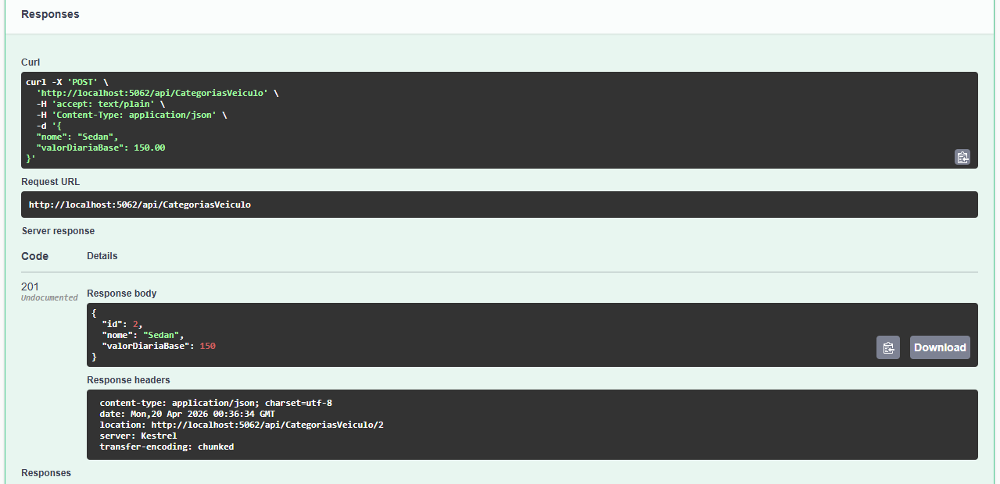 Responses
Curl
curl -X 'POST' \
  'http://localhost:5062/api/CategoriasVeiculo' \
  -H 'accept: text/plain' \
  -H 'Content-Type: application/json' \
  -d '{
  "nome": "Sedan",
  "valorDiariaBase": 150.00
}'
Request URL
http://localhost:5062/api/CategoriasVeiculo
Server response
Code Details
201
Undocumented
Response body
{
  "id": 2,
  "nome": "Sedan",
  "valorDiariaBase": 150
}
Download
Response headers
content-type: application/json; charset=utf-8
date: Mon,20 Apr 2026 00:36:34 GMT
location: http://localhost:5062/api/CategoriasVeiculo/2
server: Kestrel
transfer-encoding: chunked
Responses